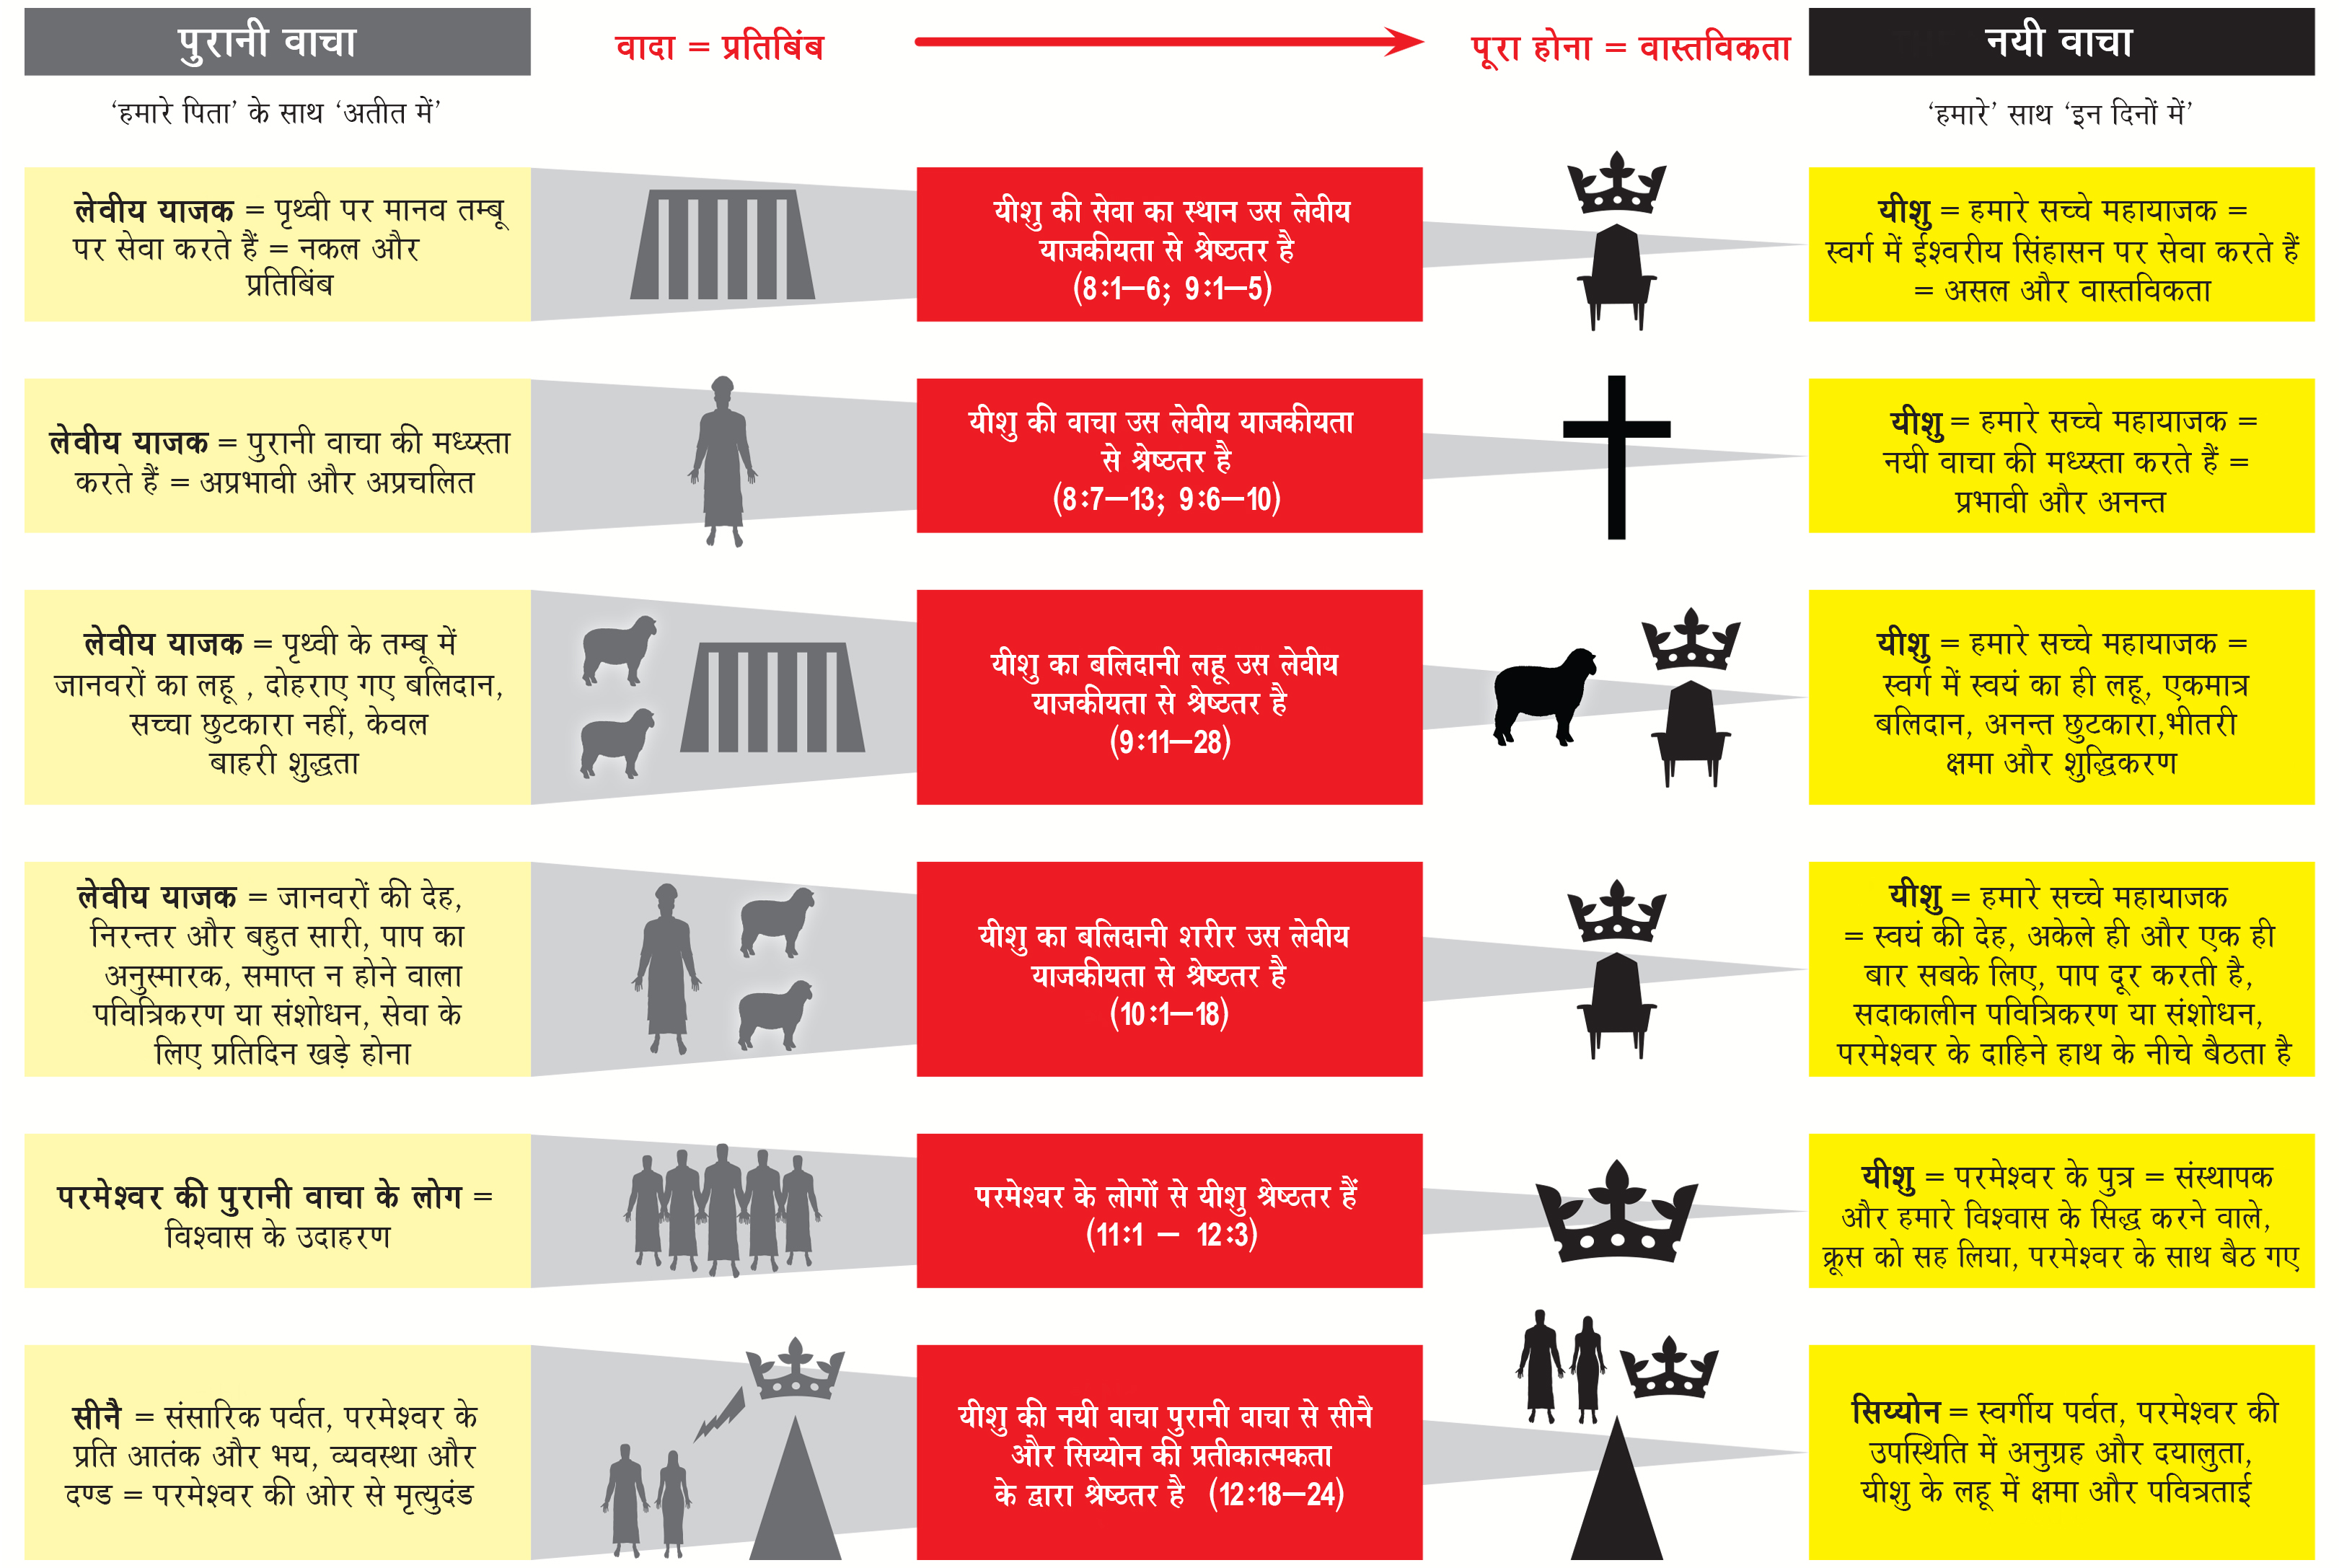 पुरानी वाचा
वादा = प्रतिबिंब
पूरा होना = वास्तविकता
नयी वाचा
‘हमारे पिता’ के साथ ‘अतीत में’
‘हमारे’ साथ ‘इन दिनों में’
लेवीय याजक = पृथ्वी पर मानव तम्बू
पर सेवा करते हैं = नकल और
प्रतिबिंब
यीशु की सेवा का स्थान उस लेवीय
याजकीयता से श्रेष्ठतर है
(8:1–6; 9:1–5)
यीशु = हमारे सच्चे महायाजक =
स्वर्ग में ईश्वरीय सिंहासन पर सेवा करते हैं
= असल और वास्तविकता
लेवीय याजक = पुरानी वाचा की मध्यस्ता
करते हैं = अप्रभावी और अप्रचलित
यीशु की वाचा उस लेवीय याजकीयता
से श्रेष्ठतर है
(8:7–13; 9:6–10)
यीशु = हमारे सच्चे महायाजक =
नयी वाचा की मध्यस्ता करते हैं =
प्रभावी और अनन्त
लेवीय याजक = पृथ्वी के तम्बू में
जानवरों का लहू , दोहराए गए बलिदान,
सच्चा छुटकारा नहीं, केवल
बाहरी शुद्धता
यीशु का बलिदानी लहू उस लेवीय
याजकीयता से श्रेष्ठतर है
(9:11–28)
यीशु = हमारे सच्चे महायाजक =
स्वर्ग में स्वयं का ही लहू, एकमात्र
बलिदान, अनन्त छुटकारा,भीतरी
क्षमा और शुद्धिकरण
लेवीय याजक = जानवरों की देह,
निरन्तर और बहुत सारी, पाप का
अनुस्मारक, समाप्त न होने वाला
पवित्रिकरण या संशोधन, सेवा के
लिए प्रतिदिन खड़े होना
यीशु का बलिदानी शरीर उस लेवीय
याजकीयता से श्रेष्ठतर है
(10:1–18)
यीशु = हमारे सच्चे महायाजक
= स्वयं की देह, अकेले ही और एक ही
बार सबके लिए, पाप दूर करती है,
सदाकालीन पवित्रिकरण या संशोधन,
परमेश्वर के दाहिने हाथ के नीचे बैठता है
परमेश्वर की पुरानी वाचा के लोग =
विश्वास के उदाहरण
परमेश्वर के लोगों से यीशु श्रेष्ठतर हैं
(11:1 – 12:3)
यीशु = परमेश्वर के पुत्र = संस्थापक
और हमारे विश्वास के सिद्ध करने वाले,
क्रूस को सह लिया, परमेश्वर के साथ बैठ गए
सीनै = संसारिक पर्वत, परमेश्वर के
प्रति आतंक और भय, व्यवस्था और
दण्ड = परमेश्वर की ओर से मृत्युदंड
यीशु की नयी वाचा पुरानी वाचा से सीनै
और सिय्योन की प्रतीकात्मकता
के द्वारा श्रेष्ठतर है (12:18–24)
सिय्योन = स्वर्गीय पर्वत, परमेश्वर की
उपस्थिति में अनुग्रह और दयालुता,
यीशु के लहू में क्षमा और पवित्रताई